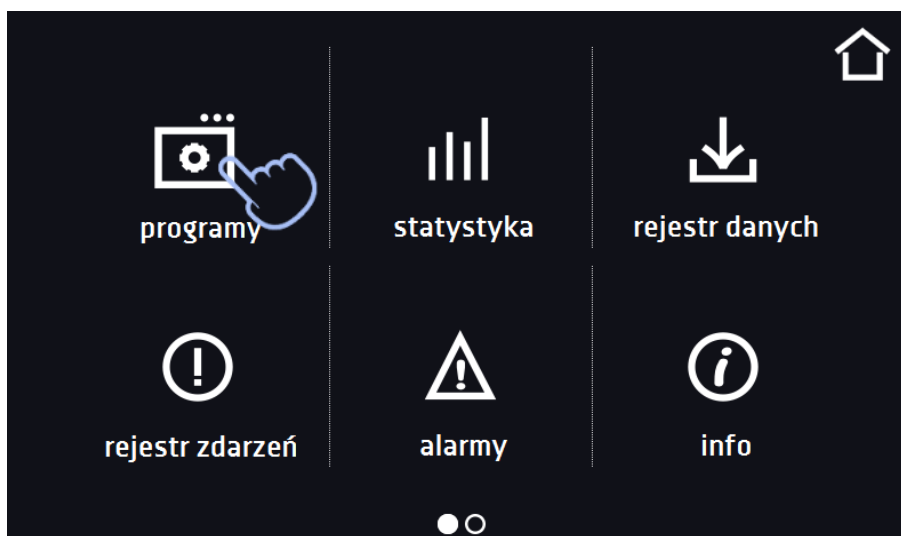 programy
statystyka
rejestr danych
rejestr zdarzeń
alarmy
info